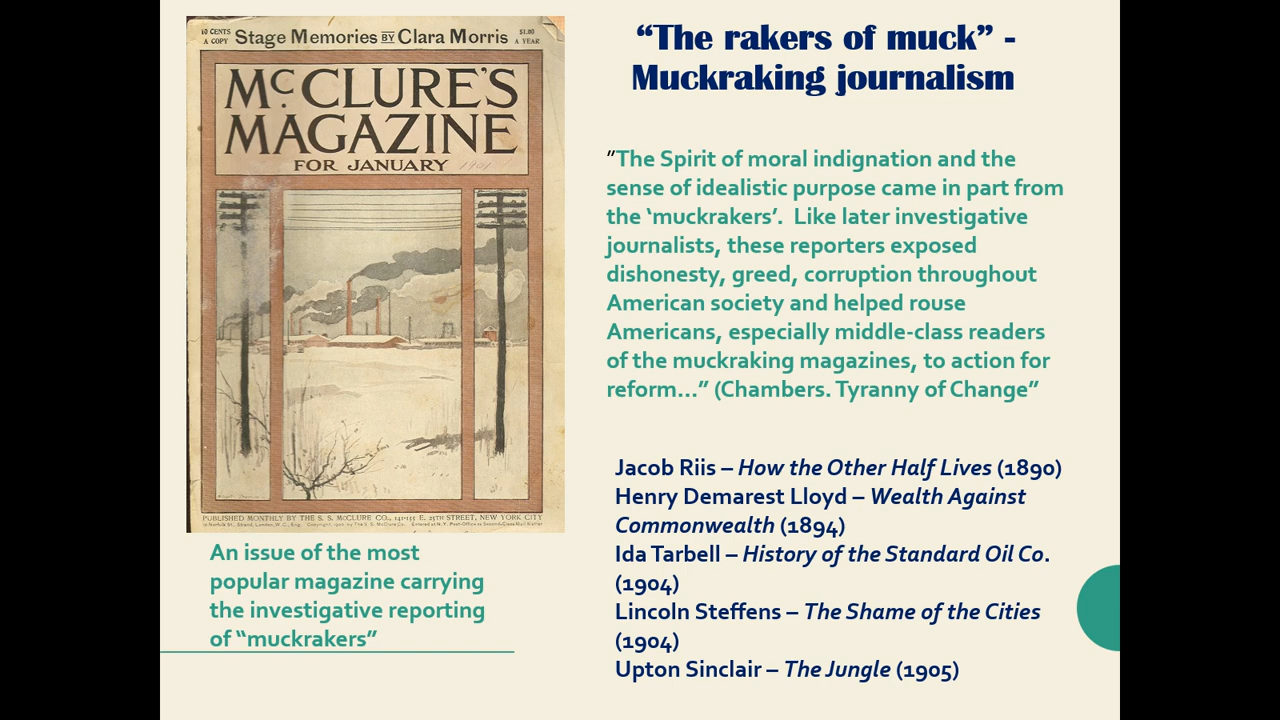 10 CENTS
A COPY
Stage Memories BY Clara Morris
$1.00
A YEAR
McCLURE'S
MAGAZINE
FOR JANUARY 1901
PUBLISHED MONTHLY BY THE S. S. McCLURE CO., 141-155 E. 25TH STREET, NEW YORK CITY
An issue of the most
popular magazine carrying
the investigative reporting
of “muckrakers”
“The rakers of muck” -
Muckraking journalism
”The Spirit of moral indignation and the
sense of idealistic purpose came in part from
the ‘muckrakers’.  Like later investigative
journalists, these reporters exposed
dishonesty, greed, corruption throughout
American society and helped rouse
Americans, especially middle-class readers
of the muckraking magazines, to action for
reform…” (Chambers. Tyranny of Change”
Jacob Riis – How the Other Half Lives (1890)
Henry Demarest Lloyd – Wealth Against
Commonwealth (1894)
Ida Tarbell – History of the Standard Oil Co.
(1904)
Lincoln Steffens – The Shame of the Cities
(1904)
Upton Sinclair – The Jungle (1905)